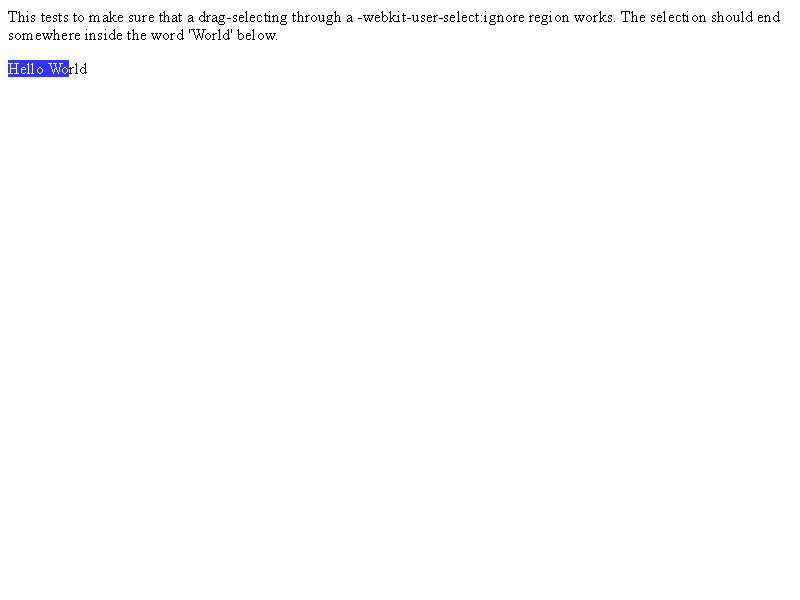 This tests to make sure that a drag-selecting through a -webkit-user-select:ignore region works. The selection should end
somewhere inside the word 'World' below.
Hello World